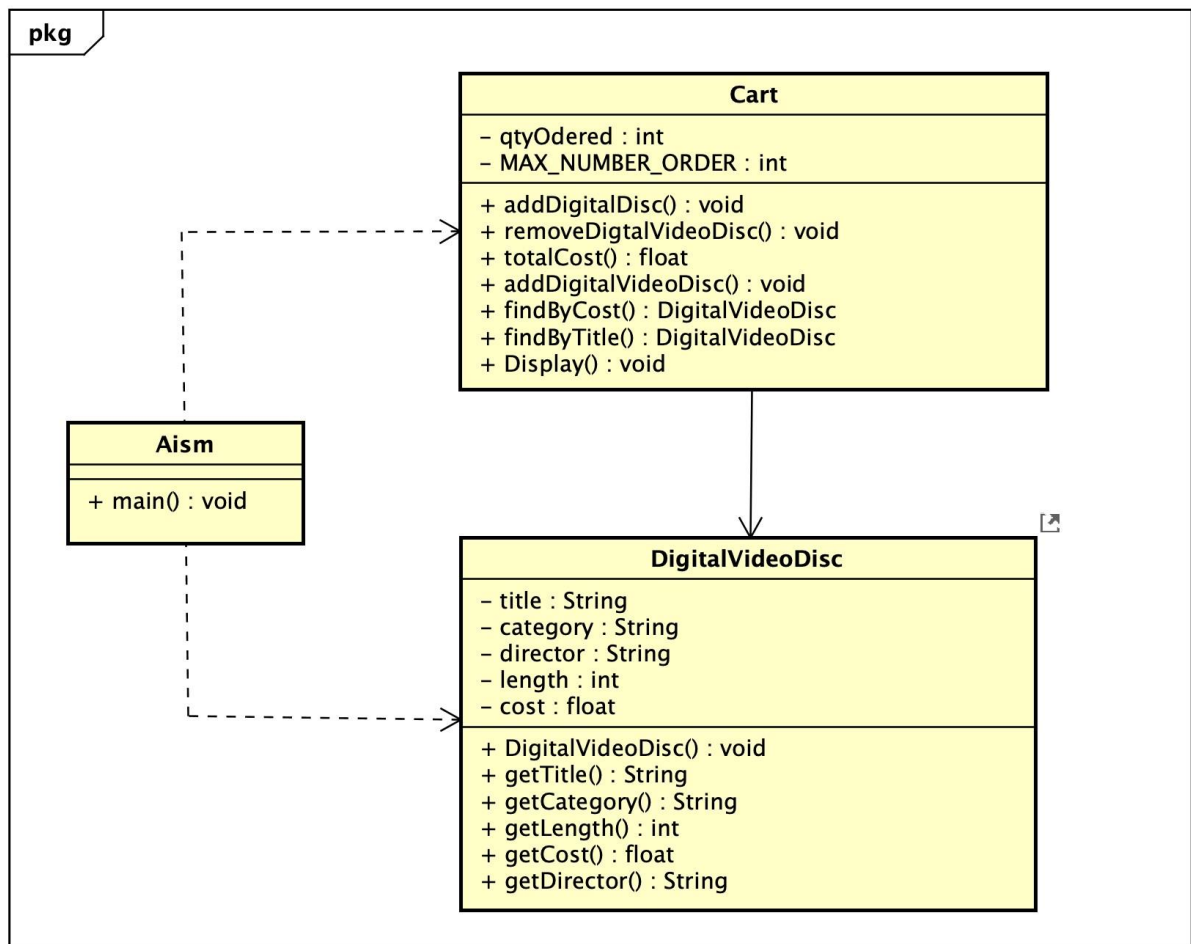 pkg
Cart
– qtyOdered : int
– MAX_NUMBER_ORDER : int
+ addDigitalDisc() : void
+ removeDigtalVideoDisc() : void
+ totalCost() : float
+ addDigitalVideoDisc() : void
+ findByCost() : DigitalVideoDisc
+ findByTitle() : DigitalVideoDisc
+ Display() : void
Aism
+ main() : void
DigitalVideoDisc
– title : String
– category : String
– director : String
– length : int
– cost : float
+ DigitalVideoDisc() : void
+ getTitle() : String
+ getCategory() : String
+ getLength() : int
+ getCost() : float
+ getDirector() : String